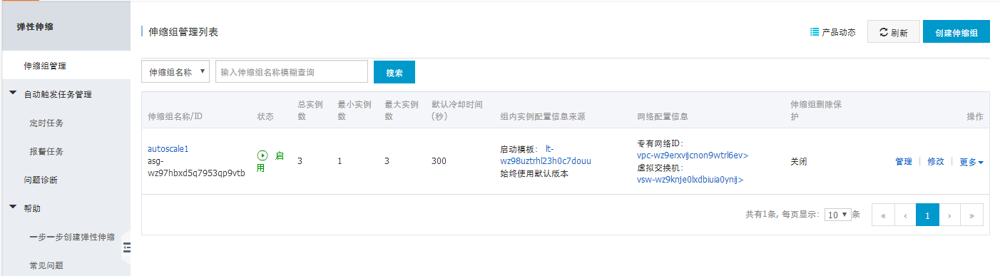 弹性伸缩
伸缩组管理
自动触发任务管理
定时任务
报警任务
问题诊断
帮助
一步一步创建弹性伸缩
常见问题
伸缩组管理列表
产品动态
刷新
创建伸缩组
伸缩组名称
输入伸缩组名称模糊查询
搜索
伸缩组名称/ID
状态
总实例
数
最小实例
数
最大实例
数
默认冷却时间
(秒)
组内实例配置信息来源
网络配置信息
伸缩组删除保
护
操作
autoscale1
asg-
wz97hbxd5q7953qp9vtb
启
用
3
1
3
300
启动模板： lt-
wz98uztrhl23h0c7douu
始终使用默认版本
专有网络ID：
vpc-wz9erxvijcnon9wtrl6ev>
虚拟交换机：
vsw-wz9knje0lxdbiuia0ynij>
关闭
管理 | 修改 | 更多
共有1条, 每页显示： 10 条
« ‹ 1 › »